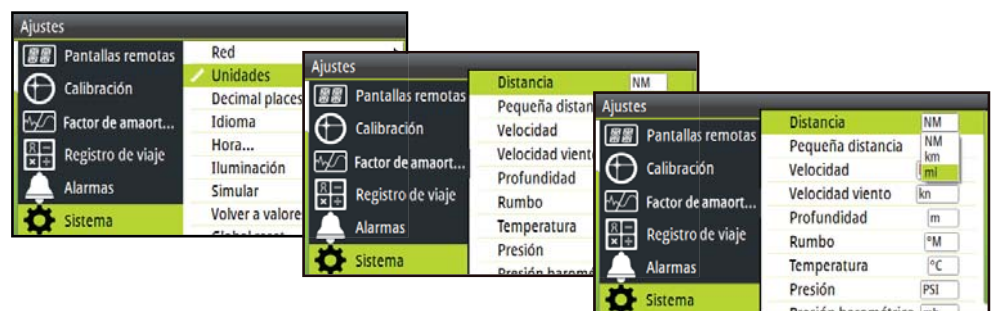 Ajustes
Pantallas remotas
Calibración
Factor de amaort...
Registro de viaje
Alarmas
Sistema
Red
Unidades
Decimal places
Idioma
Hora...
Iluminación
Simular
Volver a valore
Ajustes
Pantallas remotas
Calibración
Factor de amaort...
Registro de viaje
Alarmas
Sistema
Distancia NM
Pequeña distan
Velocidad
Velocidad vient
Profundidad
Rumbo
Temperatura
Presión
Ajustes
Pantallas remotas
Calibración
Factor de amaort...
Registro de viaje
Alarmas
Sistema
Distancia NM
NM
km
mi
Pequeña distancia
Velocidad
Velocidad viento kn
Profundidad m
Rumbo °M
Temperatura °C
Presión PSI